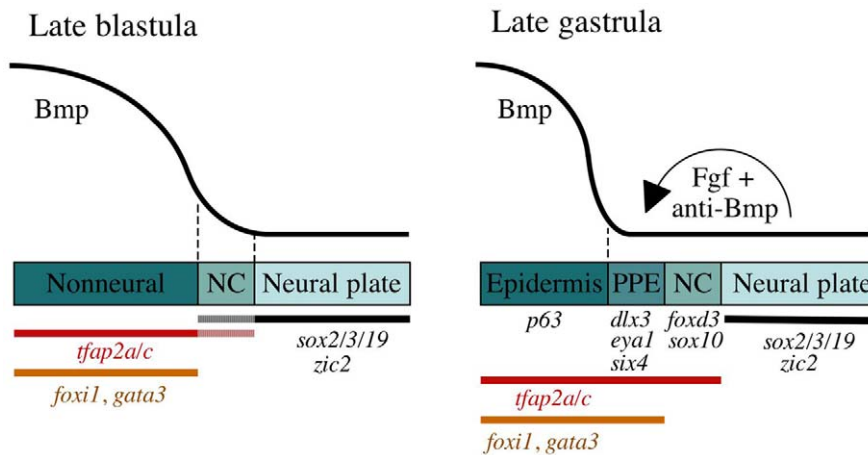 Late blastula
Bmp
Nonneural NC Neural plate
tfap2a/c
sox2/3/19
zic2
foxi1, gata3
Late gastrula
Bmp
Fgf +
anti-Bmp
Epidermis PPE NC Neural plate
p63 dlx3 foxd3
eya1 sox10 sox2/3/19
six4 zic2
tfap2a/c
foxi1, gata3